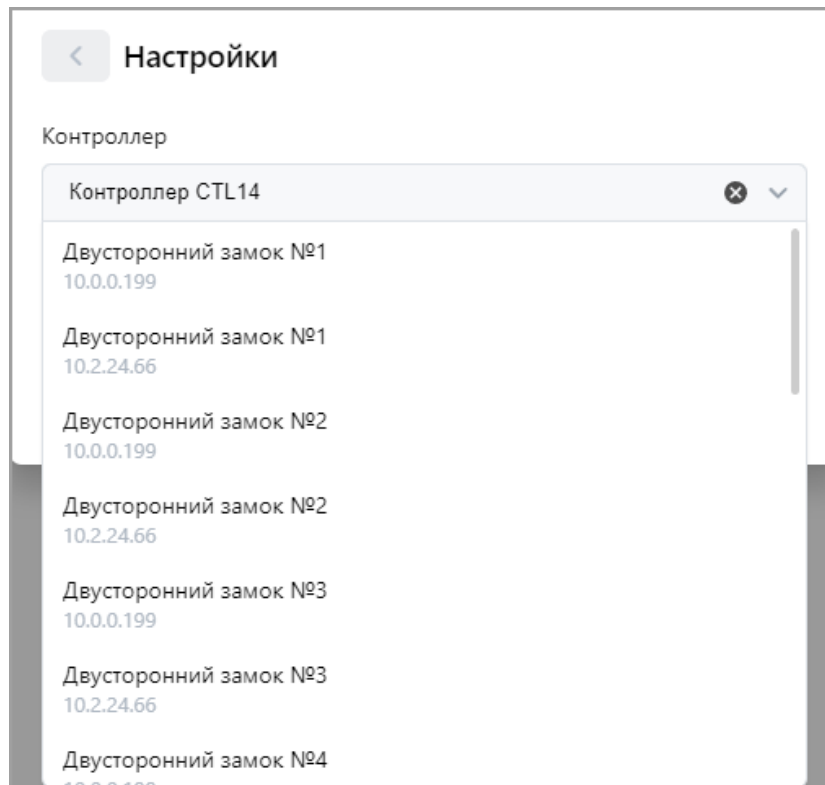 Настройки
Контроллер
Контроллер CTL14
Двусторонний замок №1
10.0.0.199
Двусторонний замок №1
10.2.24.66
Двусторонний замок №2
10.0.0.199
Двусторонний замок №2
10.2.24.66
Двусторонний замок №3
10.0.0.199
Двусторонний замок №3
10.2.24.66
Двусторонний замок №4